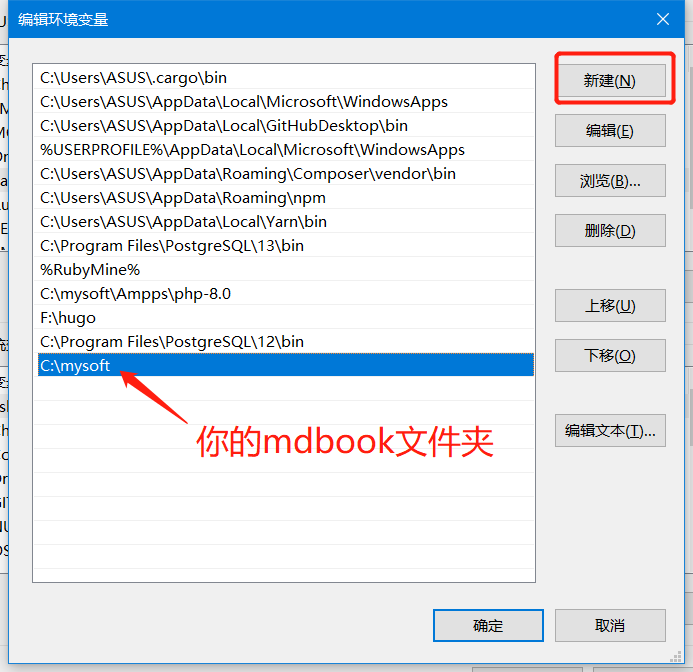 编辑环境变量
C:\Users\ASUS\.cargo\bin
C:\Users\ASUS\AppData\Local\Microsoft\WindowsApps
C:\Users\ASUS\AppData\Local\GitHubDesktop\bin
%USERPROFILE%\AppData\Local\Microsoft\WindowsApps
C:\Users\ASUS\AppData\Roaming\Composer\vendor\bin
C:\Users\ASUS\AppData\Roaming\npm
C:\Users\ASUS\AppData\Local\Yarn\bin
C:\Program Files\PostgreSQL\13\bin
%RubyMine%
C:\mysoft\Ampps\php-8.0
F:\hugo
C:\Program Files\PostgreSQL\12\bin
C:\mysoft
你的mdbook文件夹
新建(N)
编辑(E)
浏览(B)...
删除(D)
上移(U)
下移(O)
编辑文本(T)...
确定
取消